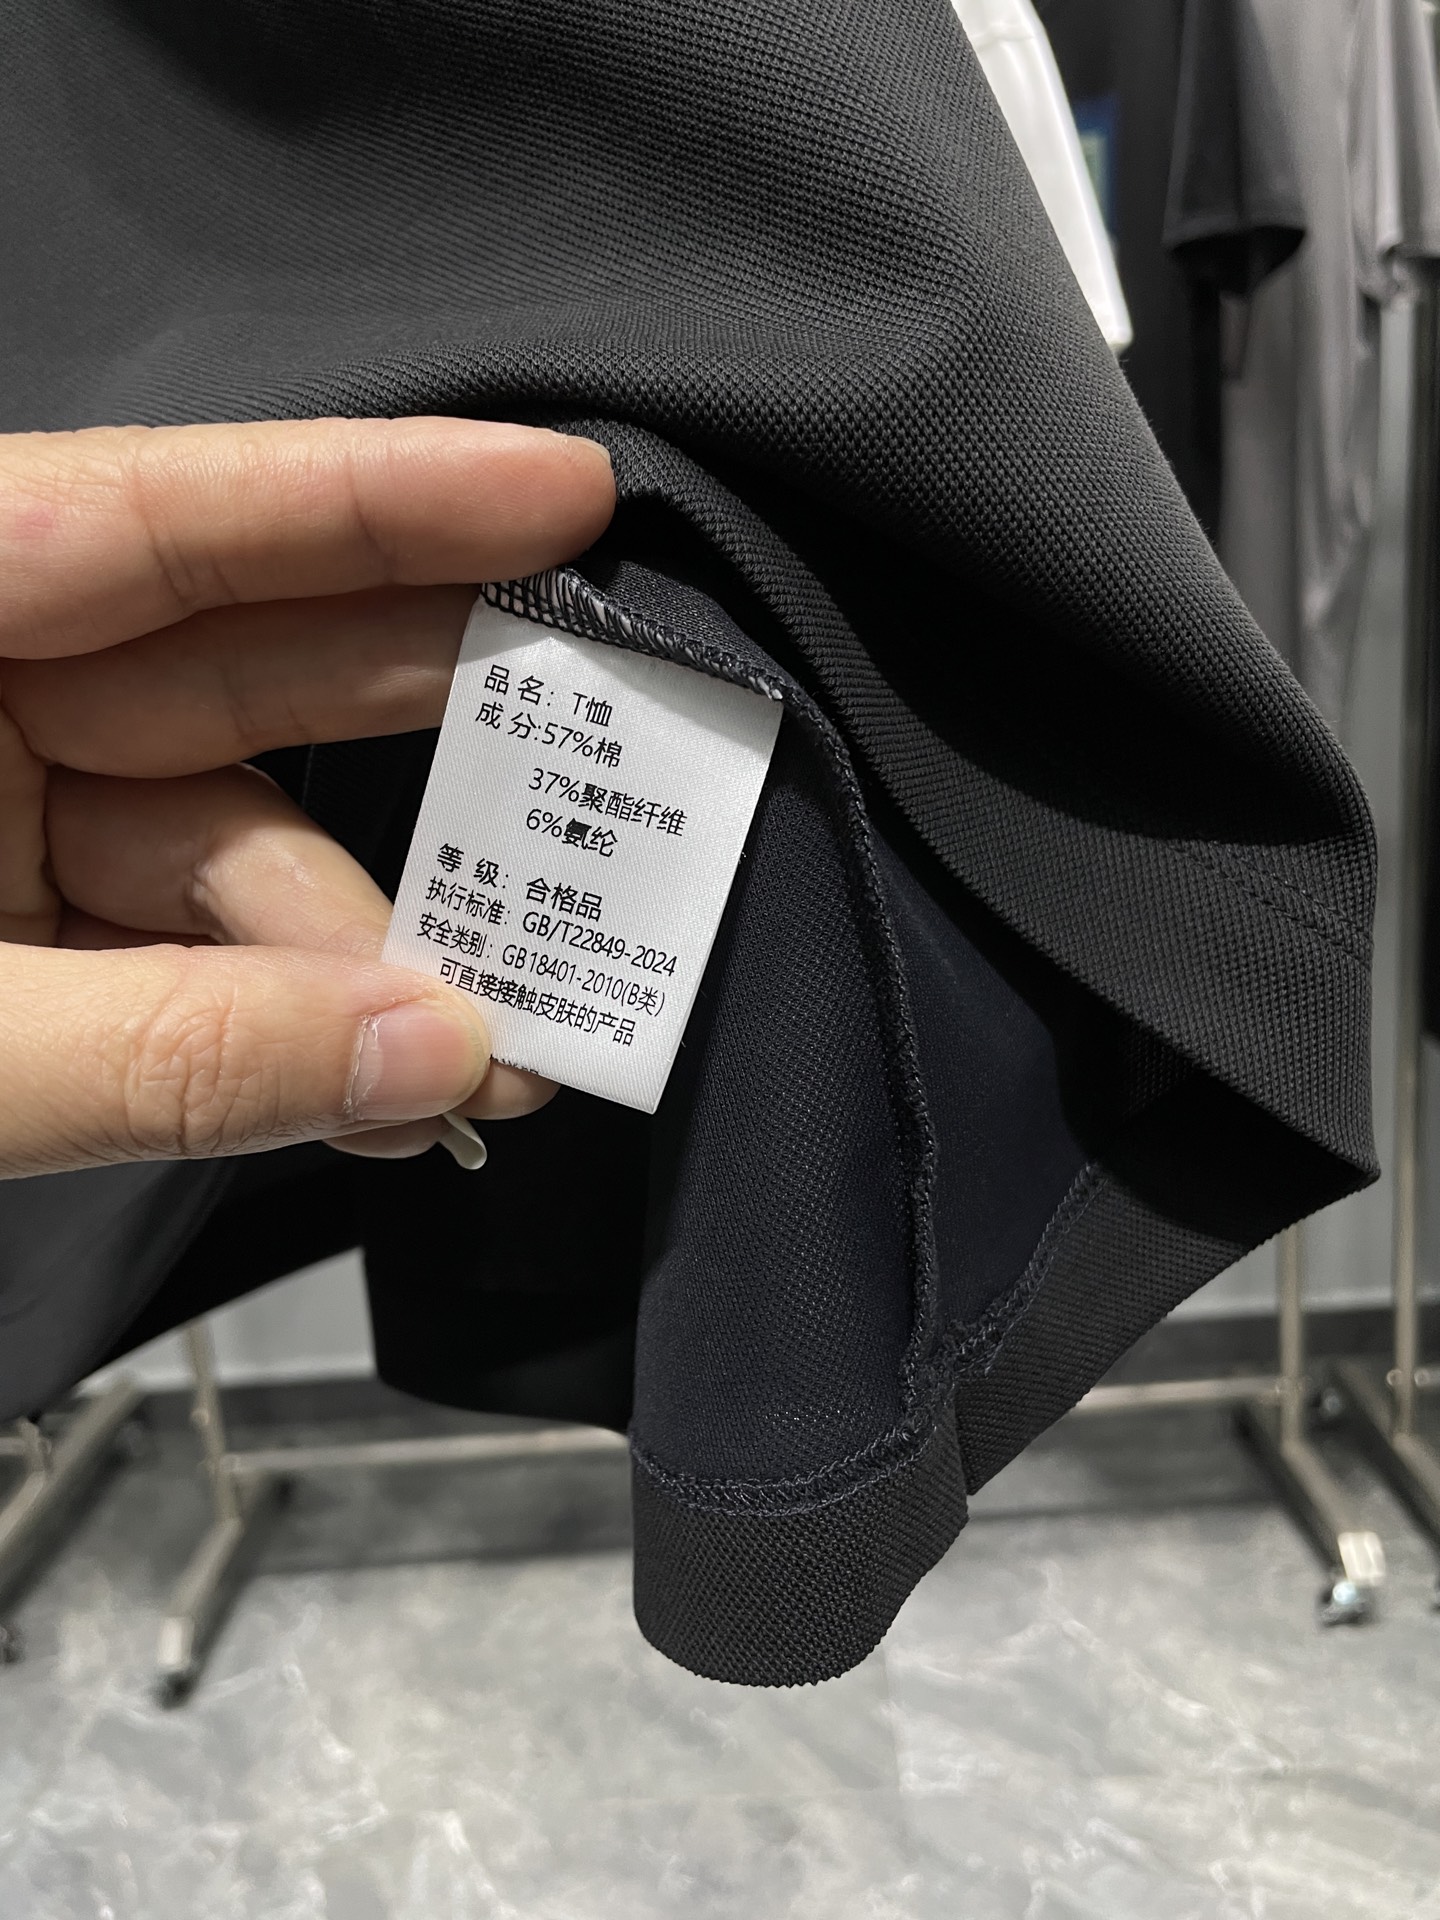 品 名：T恤
成 分:57%棉
37%聚酯纤维
6%氨纶
等 级：合格品
执行标准：GB/T22849-2024
安全类别：GB18401-2010(B类)
可直接接触皮肤的产品